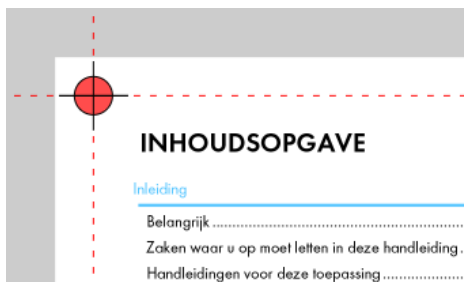 INHOUDSOPGAVE
Inleiding
Belangrijk
Zaken waar u op moet letten in deze handleiding
Handleidingen voor deze toepassing